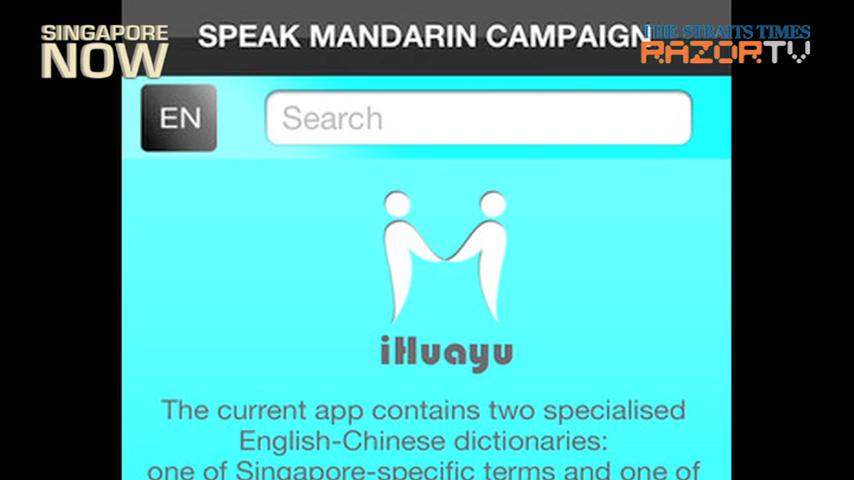 SINGAPORE
NOW
SPEAK MANDARIN CAMPAIGN
THE STRAITS TIMES
RAZORTV
EN
Search
iHuayu
The current app contains two specialised
English-Chinese dictionaries:
one of Singapore-specific terms and one of